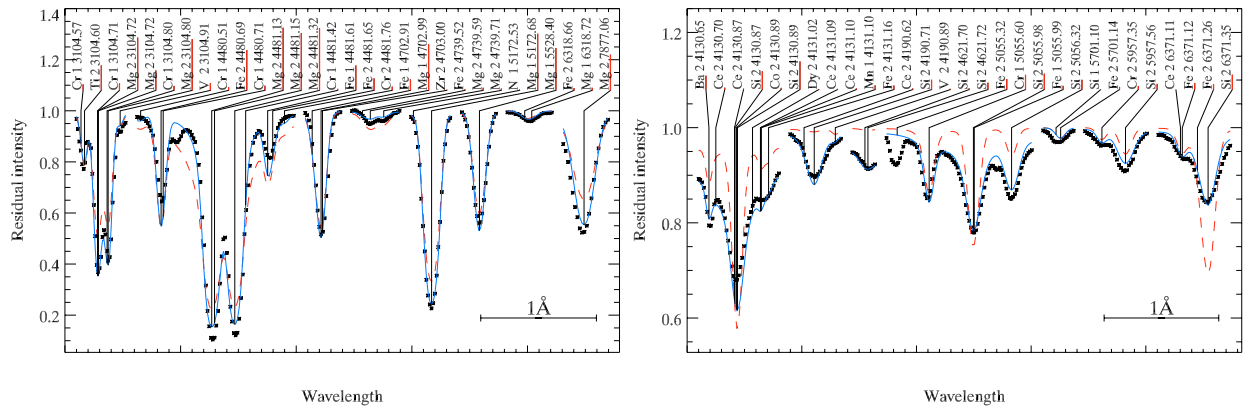 Cr 1 3104.57
Ti 2 3104.60
Cr 1 3104.71
Mg 2 3104.72
Mg 2 3104.72
Cr 1 3104.80
Mg 2 3104.80
V 2 3104.91
Cr 1 4480.51
Fe 2 4480.69
Cr 1 4480.71
Mg 2 4481.13
Mg 2 4481.15
Mg 2 4481.32
Cr 1 4481.42
Fe 1 4481.61
Fe 2 4481.65
Cr 2 4481.76
Fe 1 4702.91
Mg 1 4702.99
Zr 2 4703.00
Fe 2 4739.52
Mg 2 4739.59
Mg 2 4739.71
N 1 5172.53
Mg 1 5172.68
Mg 1 5528.40
Fe 2 6318.66
Mg 1 6318.72
Mg 2 7877.06
1.4
1.2
1.0
0.8
0.6
0.4
0.2
Residual intensity
1Å
Wavelength
Ba 2 4130.65
Ce 2 4130.70
Ce 2 4130.87
Si 2 4130.87
Co 2 4130.89
Si 2 4130.89
Dy 2 4131.02
Ce 2 4131.09
Ce 2 4131.10
Mn 1 4131.10
Fe 2 4131.16
Ce 2 4190.62
Si 2 4190.71
V 2 4190.89
Si 2 4621.70
Si 2 4621.72
Fe 2 5055.32
Cr 1 5055.60
Si 2 5055.98
Fe 1 5055.99
Si 2 5056.32
Si 1 5701.10
Fe 2 5701.14
Cr 2 5957.35
Si 2 5957.56
Ce 2 6371.11
Fe 2 6371.12
Fe 2 6371.26
Si 2 6371.35
1.2
1.0
0.8
0.6
Residual intensity
1Å
Wavelength